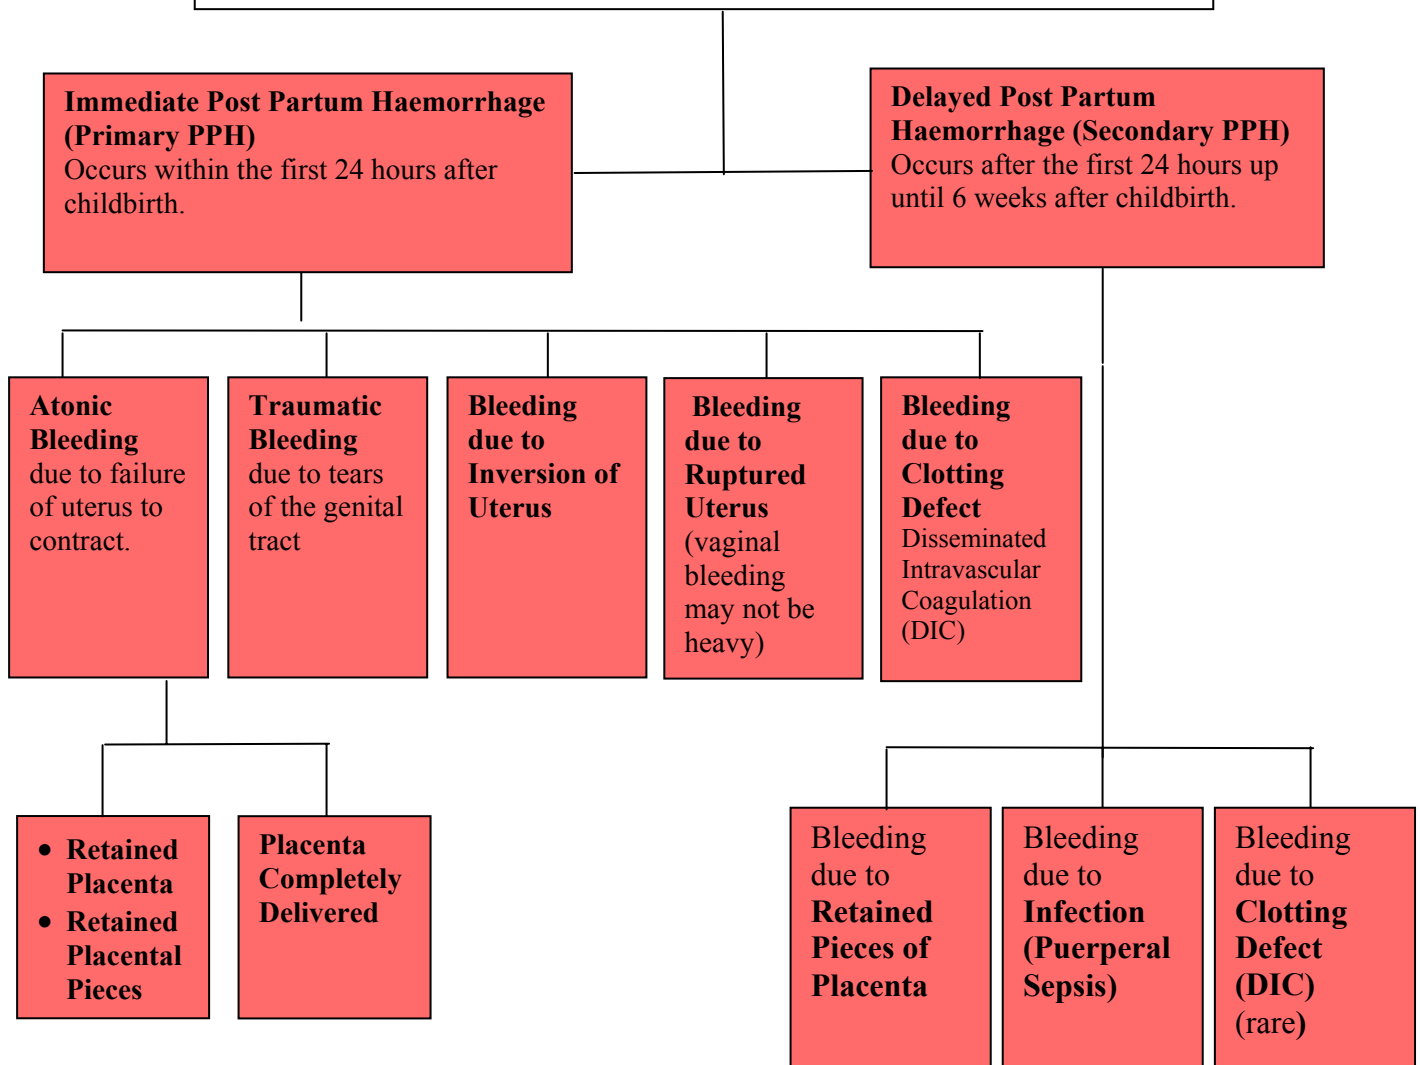 Immediate Post Partum Haemorrhage
(Primary PPH)
Occurs within the first 24 hours after
childbirth.
Delayed Post Partum
Haemorrhage (Secondary PPH)
Occurs after the first 24 hours up
until 6 weeks after childbirth.
Atonic
Bleeding
due to failure
of uterus to
contract.
Traumatic
Bleeding
due to tears
of the genital
tract
Bleeding
due to
Inversion of
Uterus
Bleeding
due to
Ruptured
Uterus
(vaginal
bleeding
may not be
heavy)
Bleeding
due to
Clotting
Defect
Disseminated
Intravascular
Coagulation
(DIC)
• Retained
Placenta
• Retained
Placental
Pieces
Placenta
Completely
Delivered
Bleeding
due to
Retained
Pieces of
Placenta
Bleeding
due to
Infection
(Puerperal
Sepsis)
Bleeding
due to
Clotting
Defect
(DIC)
(rare)